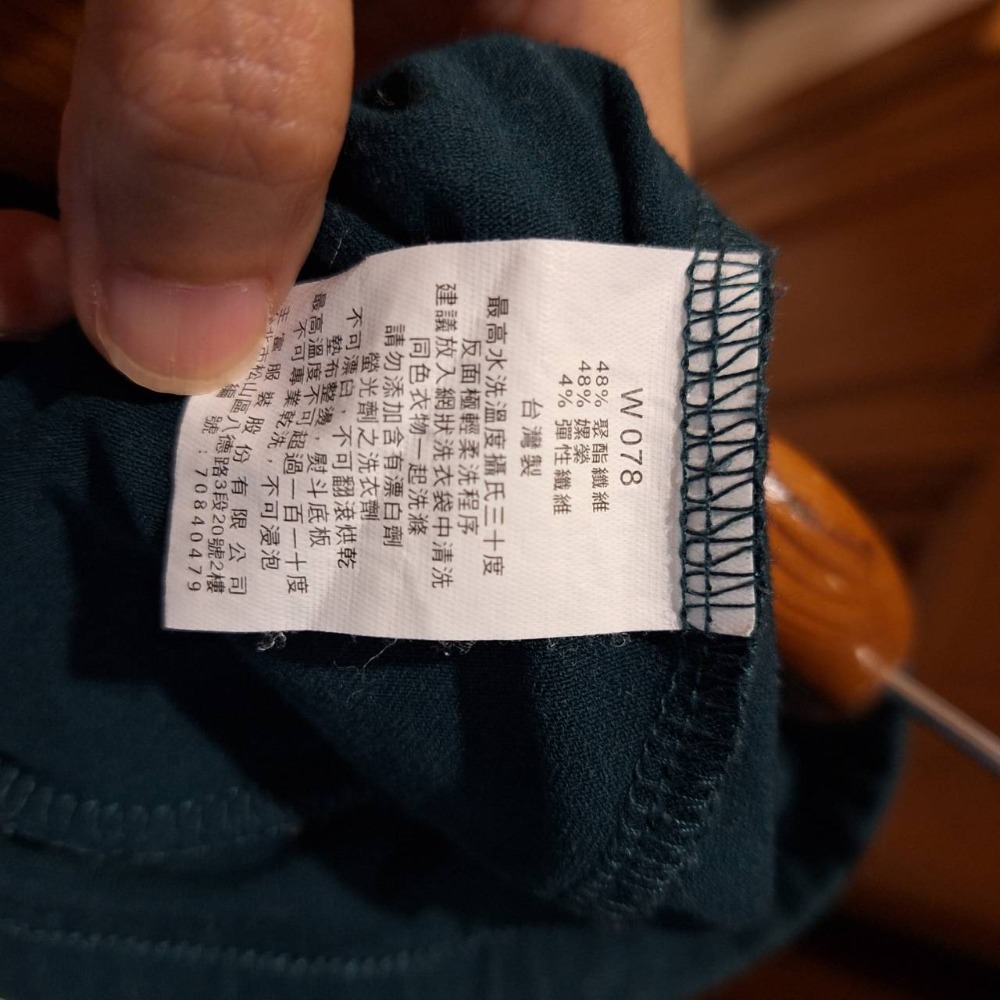 W078
48% 聚酯纖維
48% 嫘縈
4% 彈性纖維
台灣製
最高水洗溫度攝氏三十度
反面極輕柔洗程序
建議放入網狀洗衣袋中清洗
同色衣物一起洗滌
請勿添加含有漂白劑
螢光劑之洗衣劑
不可漂白，不可翻滾烘乾
墊布整燙，熨斗底板
最高溫度不可超過一百一十度
不可專業乾洗，不可浸泡
服裝股份有限公司
松山區八德路3段20號2樓
號：70840479